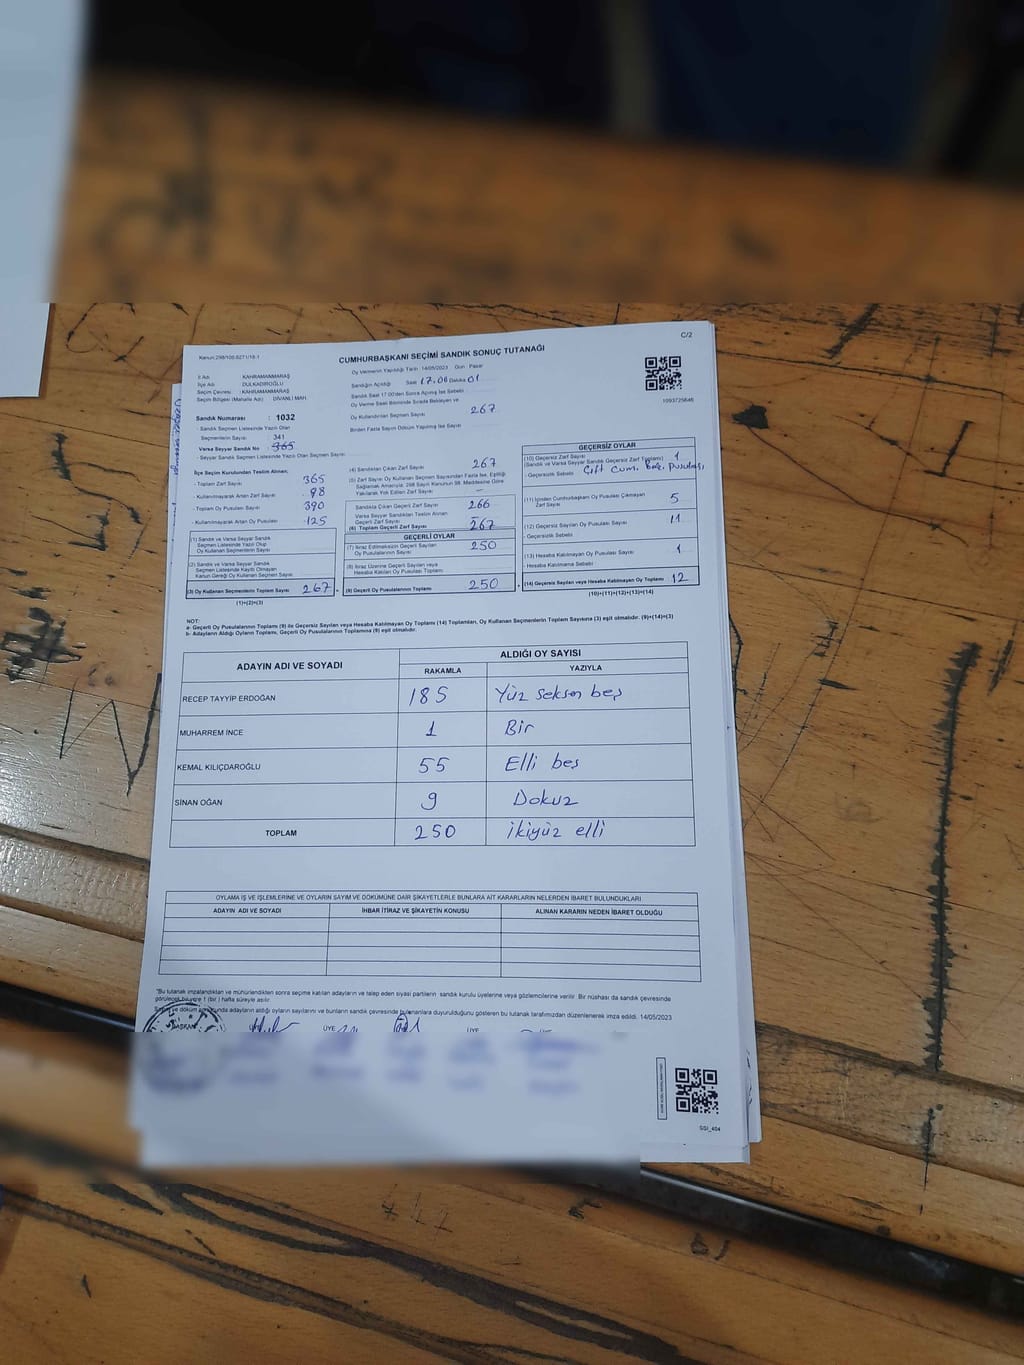 C/2
Kanun:298/105.0271/18-1
CUMHURBAŞKANI SEÇİMİ SANDIK SONUÇ TUTANAĞI
İl Adı : KAHRAMANMARAŞ
İlçe Adı : DULKADİROĞLU
Seçim Çevresi : KAHRAMANMARAŞ
Seçim Bölgesi (Mahalle Adı) : DİVANLI MAH.
Sandık Numarası : 1032
- Sandık Seçmen Listesinde Yazılı Olan
Seçmenlerin Sayısı: 341
Varsa Seyyar Sandık No : 365
- Seyyar Sandık Seçmen Listesinde Yazılı Olan Seçmen Sayısı:
Oy Vermenin Yapıldığı Tarih 14/05/2023 Gün Pazar
Sandığın Açıldığı Saat 17.06 Dakika 01
Sandık Saat 17:00'den Sonra Açılmış İse Sebebi
Oy Verme Saati Bitiminde Sırada Bekleyen ve
Oy Kullandırılan Seçmen Sayısı 267
Birden Fazla Sayım Döküm Yapılmış İse Sayısı
1093725646
İlçe Seçim Kurulundan Teslim Alınan;
- Toplam Zarf Sayısı 365
- Kullanılmayarak Artan Zarf Sayısı 98
- Toplam Oy Pusulası Sayısı 390
- Kullanılmayarak Artan Oy Pusulası 125
(1) Sandık ve Varsa Seyyar Sandık
Seçmen Listesinde Yazılı Olup
Oy Kullanan Seçmenlerin Sayısı
(2) Sandık ve Varsa Seyyar Sandık
Seçmen Listesinde Kayıtlı Olmayan
Kanun Gereği Oy Kullanan Seçmenlerin Sayısı
(3) Oy Kullanan Seçmenlerin Toplam Sayısı 267
(1)+(2)=(3)
(4) Sandıktan Çıkan Zarf Sayısı 267
(5) Zarf Sayısı Oy Kullanan Seçmen Sayısından Fazla İse, Eşitliği
Sağlamak Amacıyla; 298 Sayılı Kanunun 98. Maddesine Göre
Yakılarak Yok Edilen Zarf Sayısı
Sandıkta Çıkan Geçerli Zarf Sayısı 266
Varsa Seyyar Sandıktan Teslim Alınan
Geçerli Zarf Sayısı
(6) Toplam Geçerli Zarf Sayısı 267
GEÇERLİ OYLAR
(7) İtiraz Edilmeksizin Geçerli Sayılan
Oy Pusulalarının Sayısı 250
(8) İtiraz Üzerine Geçerli Sayılan veya
Hesaba Katılan Oy Pusulası Toplamı
(9) Geçerli Oy Pusulalarının Toplamı 250
GEÇERSİZ OYLAR
(10) Geçersiz Zarf Sayısı 1
(Sandık ve Varsa Seyyar Sandık Geçersiz Zarf Toplamı)
- Geçersizlik Sebebi Çift Cum. Baş. Pusulası
(11) İçinden Cumhurbaşkanı Oy Pusulası Çıkmayan
Zarf Sayısı 5
(12) Geçersiz Sayılan Oy Pusulası Sayısı 11
- Geçersizlik Sebebi
(13) Hesaba Katılmayan Oy Pusulası Sayısı 1
- Hesaba Katılmama Sebebi
(14) Geçersiz Sayılan veya Hesaba Katılmayan Oy Toplamı 12
(10)+(11)+(12)+(13)=(14)
NOT:
a- Geçerli Oy Pusulalarının Toplamı (9) ile Geçersiz Sayılan veya Hesaba Katılmayan Oy Toplamı (14) Toplamları, Oy Kullanan Seçmenlerin Toplam Sayısına (3) eşit olmalıdır. (9)+(14)=(3)
b- Adayların Aldığı Oyların Toplamı, Geçerli Oy Pusulalarının Toplamına (9) eşit olmalıdır.
ADAYIN ADI VE SOYADI
ALDIĞI OY SAYISI
RAKAMLA YAZIYLA
RECEP TAYYİP ERDOĞAN 185 Yüz seksen beş
MUHARREM İNCE 1 Bir
KEMAL KILIÇDAROĞLU 55 Elli beş
SİNAN OĞAN 9 Dokuz
TOPLAM 250 ikiyüz elli
OYLAMA İŞ VE İŞLEMLERİNE VE OYLARIN SAYIM VE DÖKÜMÜNE DAİR ŞİKAYETLERLE BUNLARA AİT KARARLARIN NELERDEN İBARET BULUNDUKLARI
ADAYIN ADI VE SOYADI İHBAR İTİRAZ VE ŞİKAYETİN KONUSU ALINAN KARARIN NEDEN İBARET OLDUĞU
"Bu tutanak imzalandıktan ve mühürlendikten sonra seçime katılan adayların ve talep eden siyasi partilerin sandık kurulu üyelerine veya gözlemcilerine verilir. Bir nüshası da sandık çevresinde
görülecek bir yere 1 (bir) hafta süreyle asılır.
Sayım ve döküm sonucunda adayların aldığı oyların sayılarını ve bunların sandık çevresinde bulunanlara duyurulduğunu gösteren bu tutanak tarafımızdan düzenlenerek imza edildi. 14/05/2023
BAŞKAN ÜYE ÜYE
SSİ_404